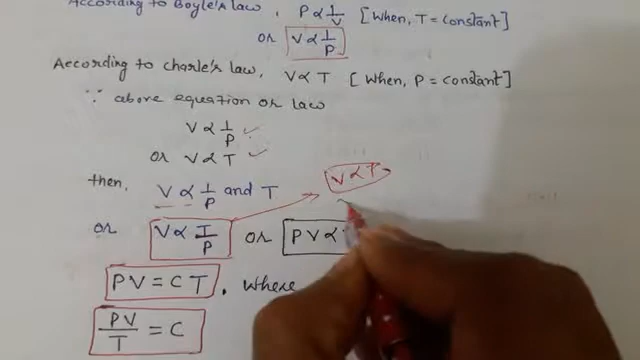 According to Boyle's law, P ∝ 1/V [When, T = Constant]
or V ∝ 1/P
According to charle's law, V ∝ T [When, P = constant]
∵ above equation or law
V ∝ 1/P ✓
or V ∝ T ✓
then, V ∝ 1/P and T
V ∝ T
or V ∝ T/P or PV ∝
PV = CT, where
PV/T = C